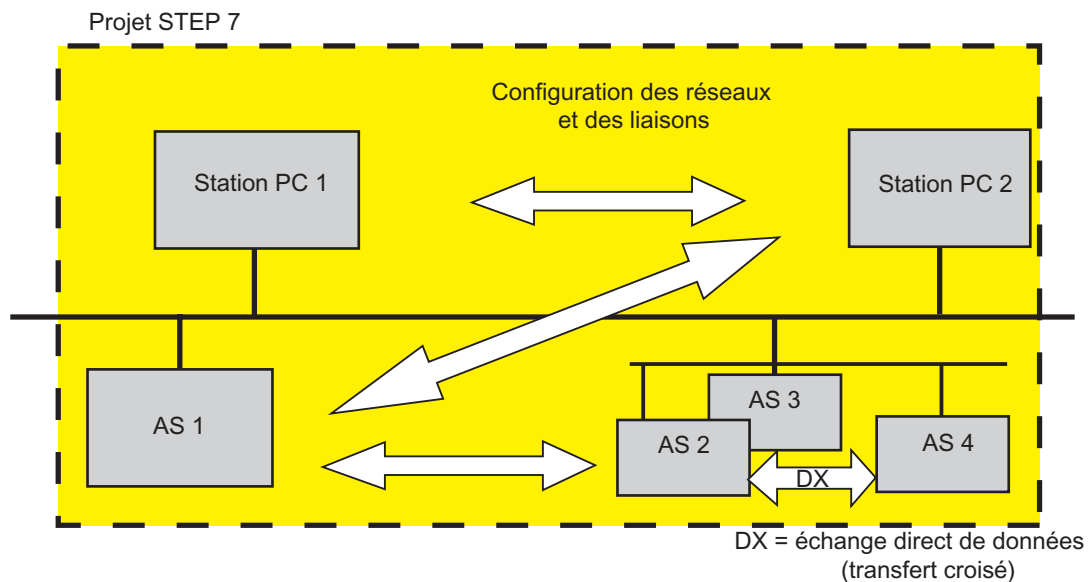 Projet STEP 7
Configuration des réseaux
et des liaisons
Station PC 1
Station PC 2
AS 1
AS 3
AS 2
AS 4
DX
DX = échange direct de données
(transfert croisé)